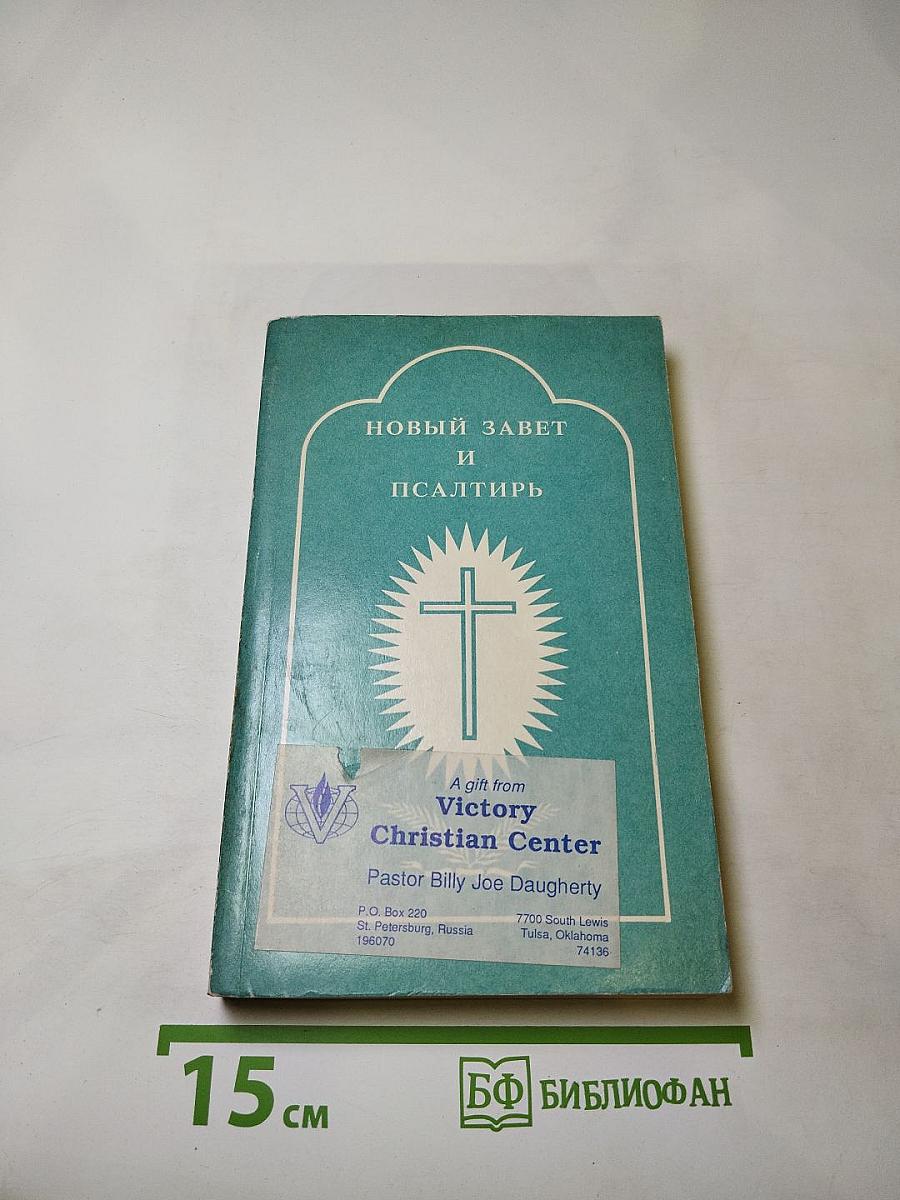 НОВЫЙ ЗАВЕТ
И
ПСАЛТИРЬ
A gift from
Victory
Christian Center
Pastor Billy Joe Daugherty
P.O. Box 220
St. Petersburg, Russia
196070
7700 South Lewis
Tulsa, Oklahoma
74136
V
15 см
БФ БИБЛИОФАН